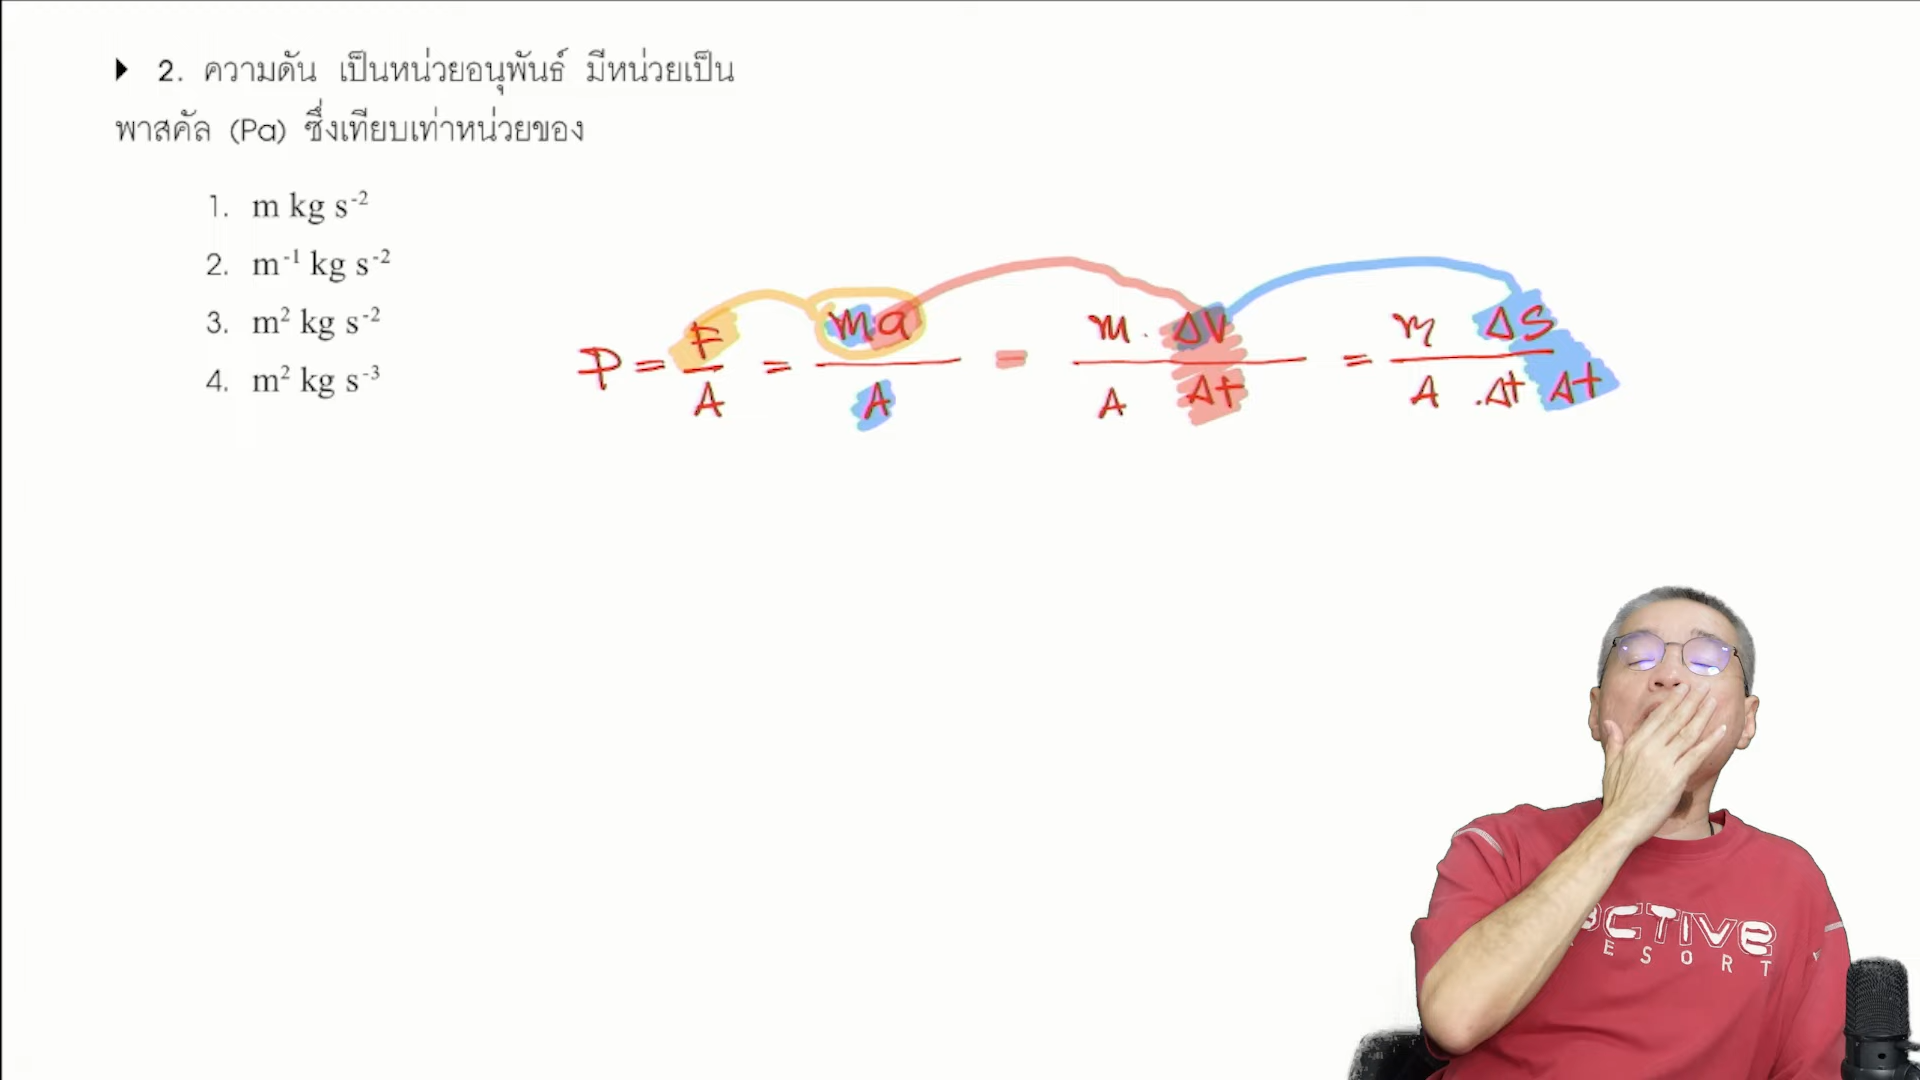 2. ความดัน เป็นหน่วยอนุพันธ์ มีหน่วยเป็น
พาสคัล (Pa) ซึ่งเทียบเท่าหน่วยของ
1. m kg s⁻²
2. m⁻¹ kg s⁻²
3. m² kg s⁻²
4. m² kg s⁻³
P = F/A = ma/A = m · ΔV / A Δt = m ΔS / A . Δt Δt
ACTIVE
RESORT